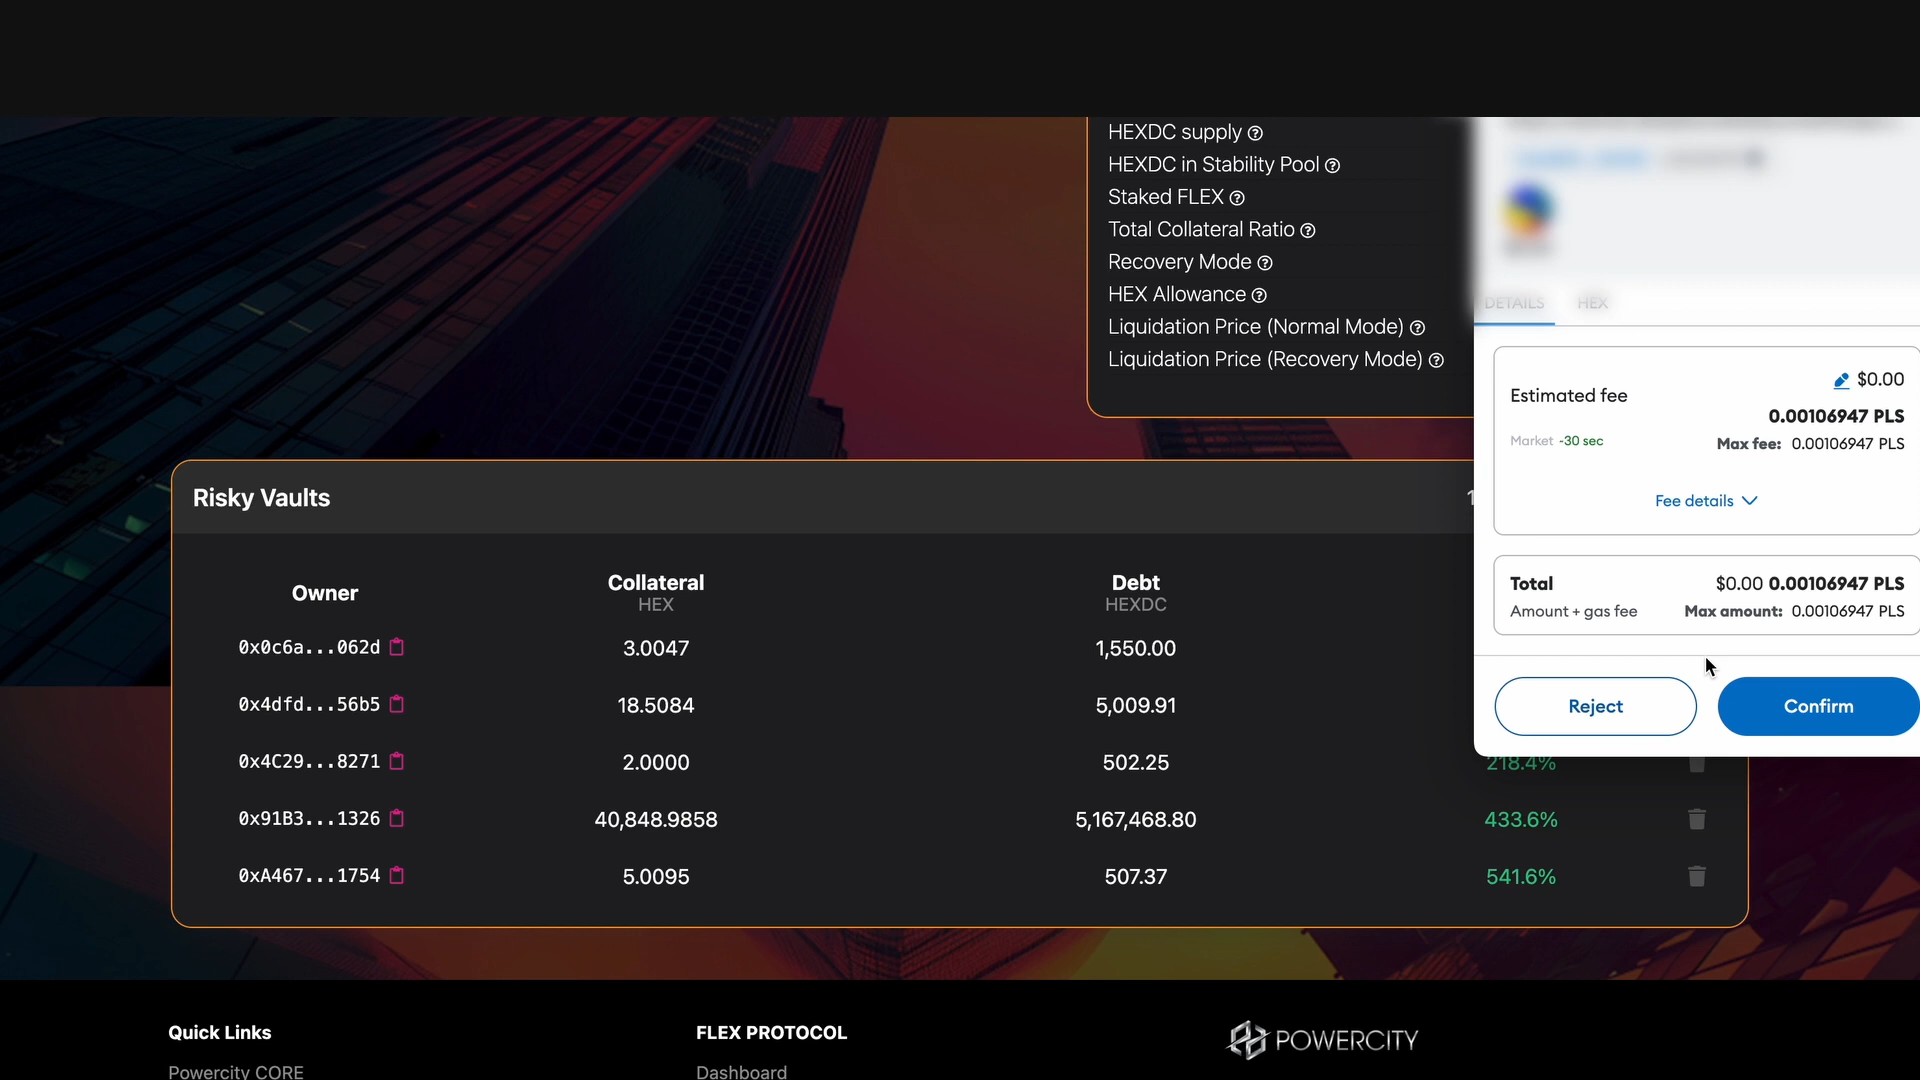 HEXDC supply
HEXDC in Stability Pool
Staked FLEX
Total Collateral Ratio
Recovery Mode
HEX Allowance
Liquidation Price (Normal Mode)
Liquidation Price (Recovery Mode)
DETAILS HEX
Estimated fee $0.00
0.00106947 PLS
Market ~30 sec Max fee: 0.00106947 PLS
Fee details
Total $0.00 0.00106947 PLS
Amount + gas fee Max amount: 0.00106947 PLS
Reject Confirm
Risky Vaults
Owner Collateral Debt
HEX HEXDC
0x0c6a...062d 3.0047 1,550.00
0x4dfd...56b5 18.5084 5,009.91
0x4C29...8271 2.0000 502.25 218.4%
0x91B3...1326 40,848.9858 5,167,468.80 433.6%
0xA467...1754 5.0095 507.37 541.6%
Quick Links FLEX PROTOCOL POWERCITY
Powercity CORE Dashboard